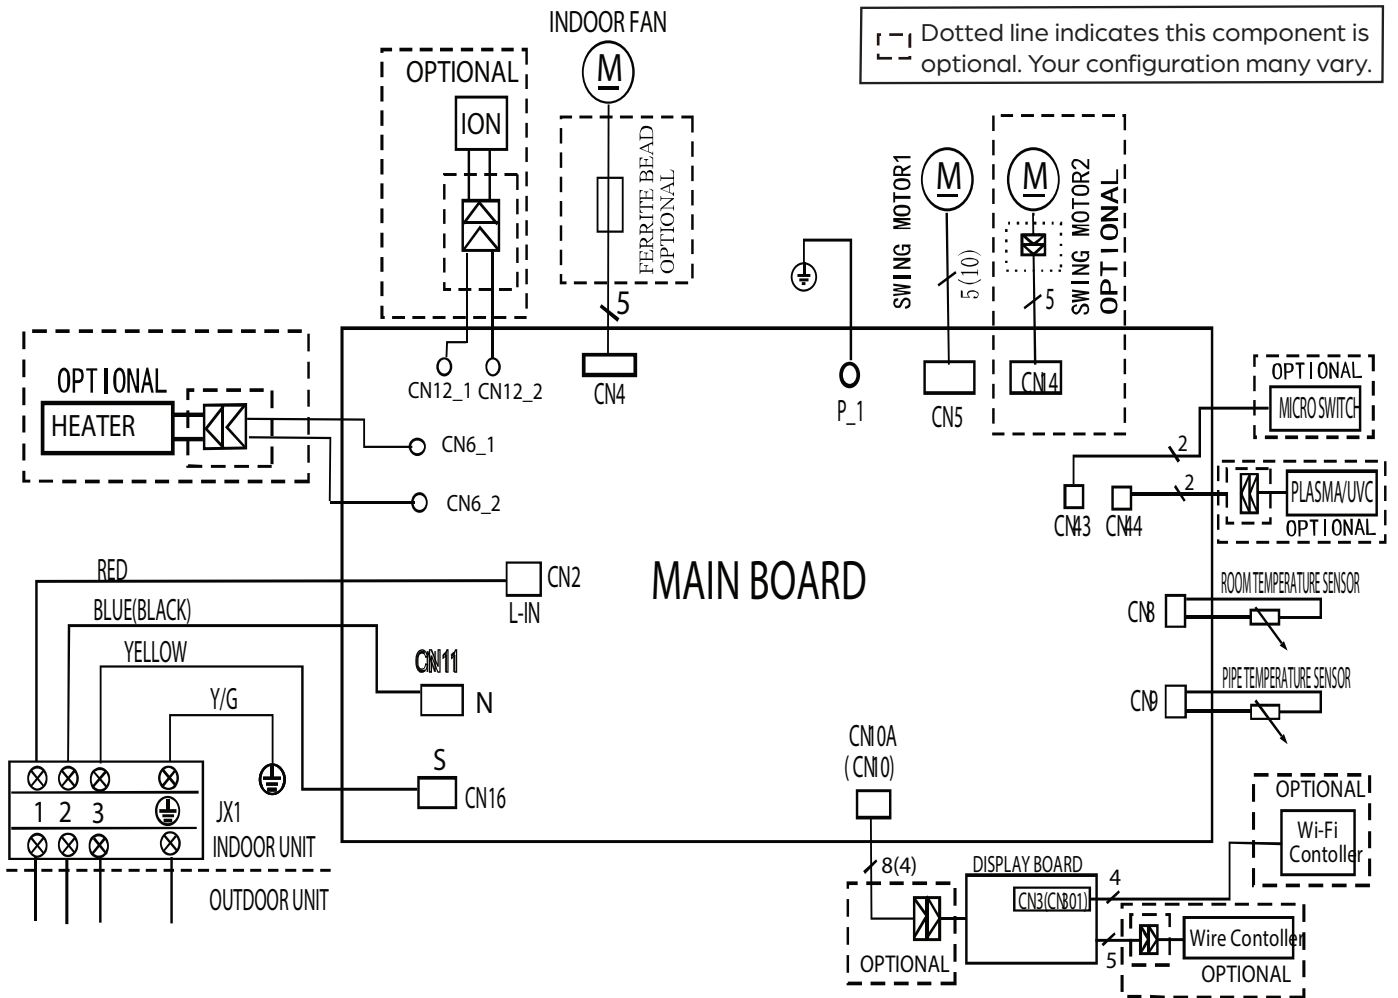 INDOOR FAN
M
Dotted line indicates this component is
optional. Your configuration many vary.
OPTIONAL
ION
FERRITE BEAD
OPTIONAL
5
SWING MOTOR1
M
5(10)
M
5
SWING MOTOR2
OPTIONAL
OPTIONAL
HEATER
CN12_1
CN12_2
CN4
P_1
CN5
CN14
OPTIONAL
MICRO SWITCH
CN6_1
CN6_2
2
2
CN43
CN44
PLASMA/UVC
OPTIONAL
RED
CN2
L-IN
MAIN BOARD
BLUE(BLACK)
YELLOW
CN11
N
Y/G
ROOM TEMPERATURE SENSOR
CN8
PIPE TEMPERATURE SENSOR
CN9
S
CN16
CN10A
(CN10)
1 2 3
JX1
INDOOR UNIT
OUTDOOR UNIT
8(4)
OPTIONAL
DISPLAY BOARD
CN3(CN301)
4
5
OPTIONAL
Wi-Fi
Contoller
Wire Contoller
OPTIONAL